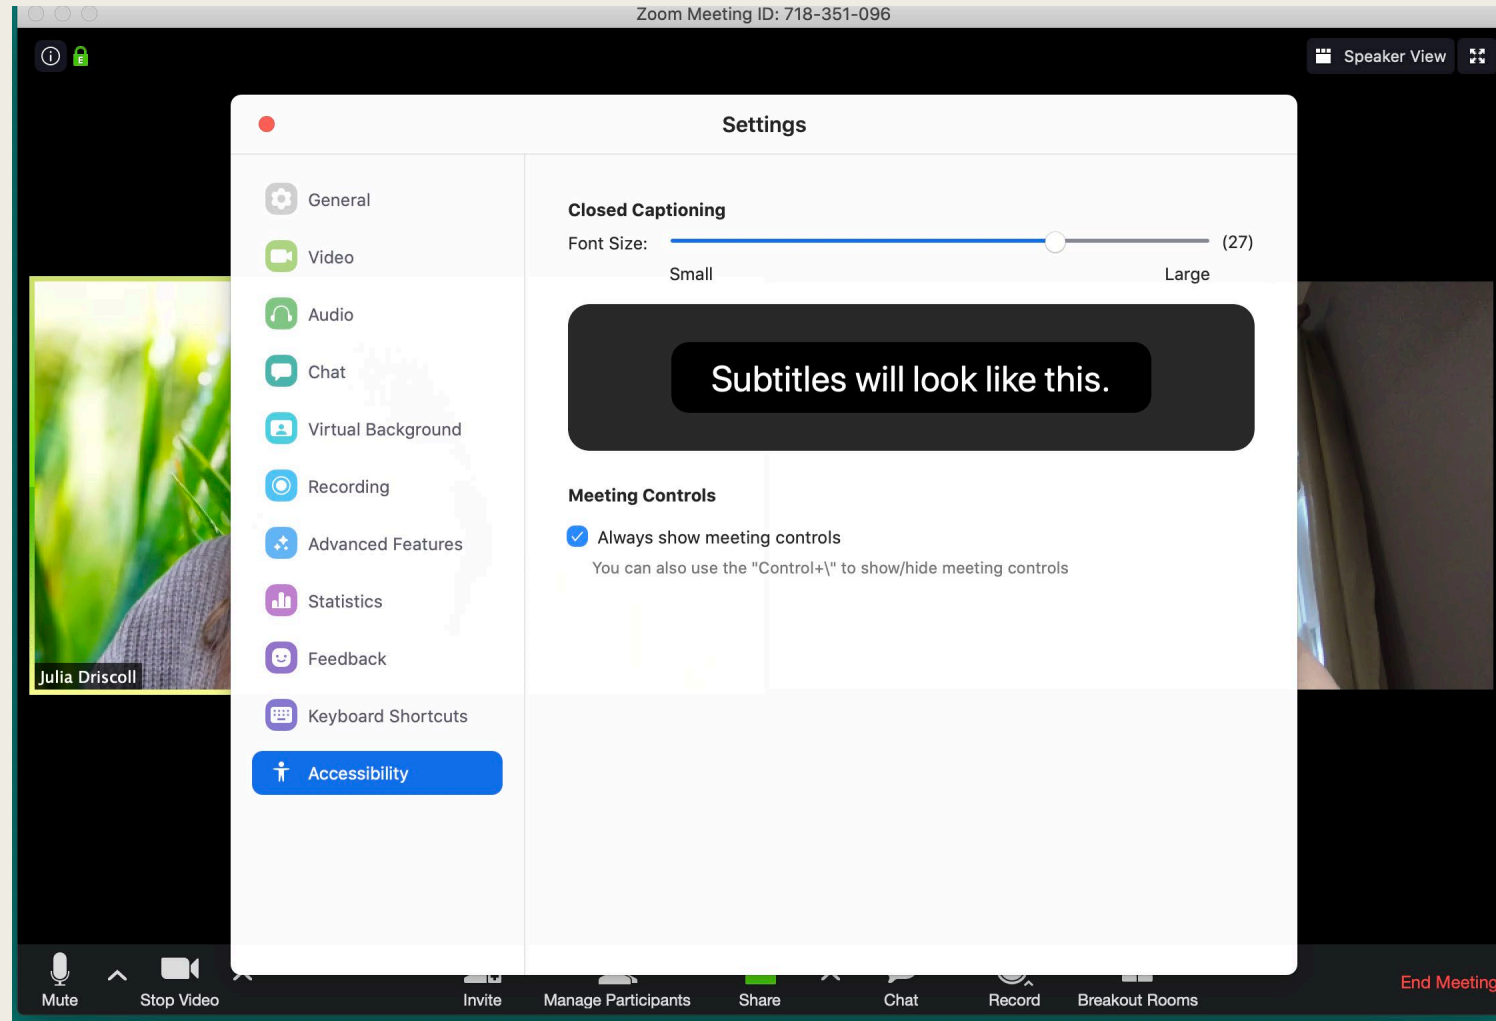 Zoom Meeting ID: 718-351-096
Speaker View
Settings
General
Video
Audio
Chat
Virtual Background
Recording
Advanced Features
Statistics
Feedback
Keyboard Shortcuts
Accessibility
Closed Captioning
Font Size: (27)
Small Large
Subtitles will look like this.
Meeting Controls
Always show meeting controls
You can also use the "Control+\" to show/hide meeting controls
Julia Driscoll
Mute Stop Video Invite Manage Participants Share Chat Record Breakout Rooms End Meeting